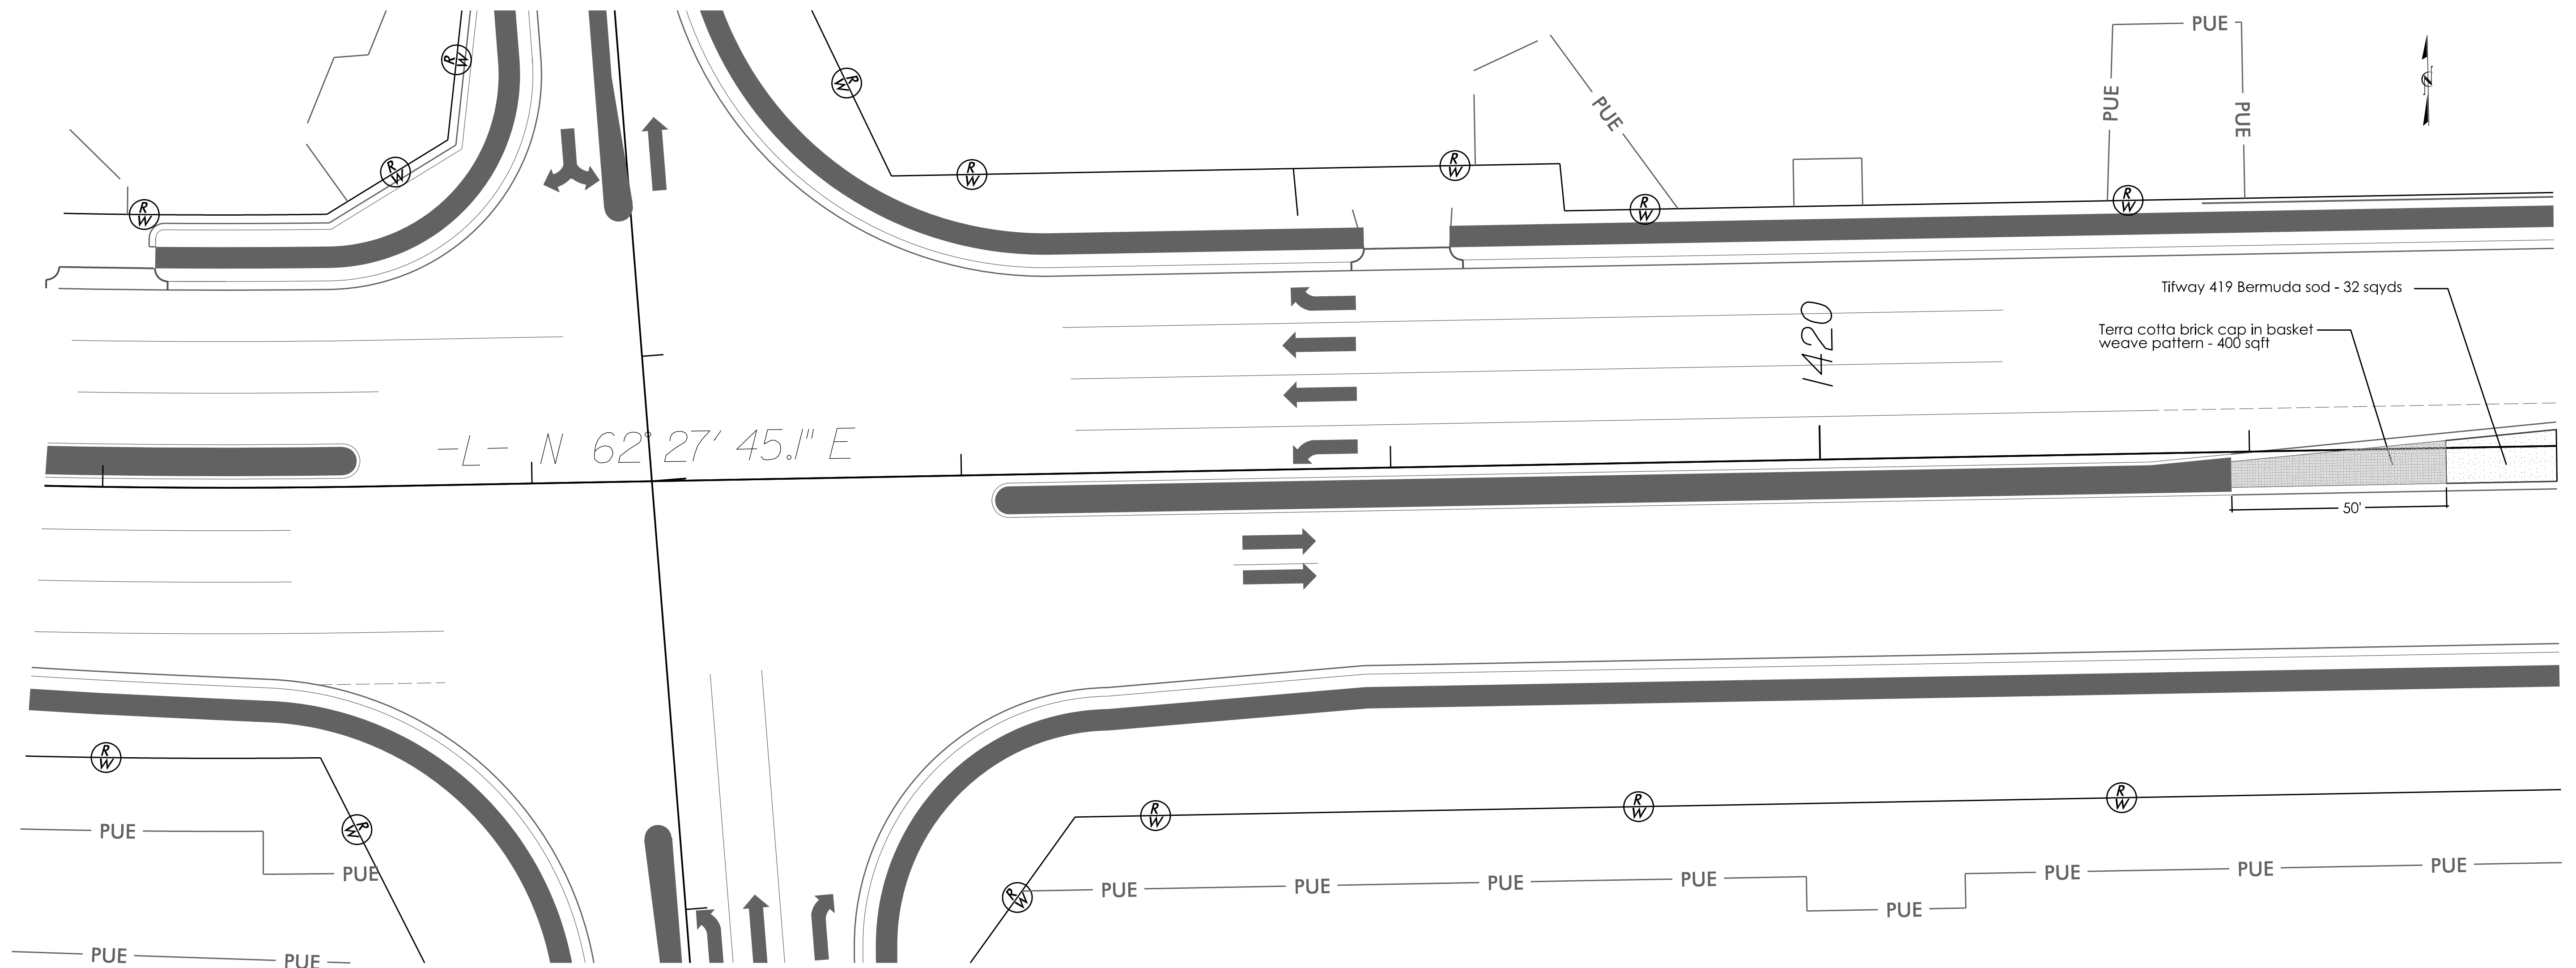 PUE
R
W
R
W
N
PUE
PUE
PUE
R
W
R
W
R
W
R
W
R
W
R
W
Tifway 419 Bermuda sod - 32 sqyds
1420
Terra cotta brick cap in basket
weave pattern - 400 sqft
-L- N 62° 27' 45.1" E
50'
R
W
R
W
R
W
R
W
PUE
R
W
PUE
PUE
PUE
PUE
PUE
PUE
PUE
PUE
PUE
R
W
PUE
PUE
PUE